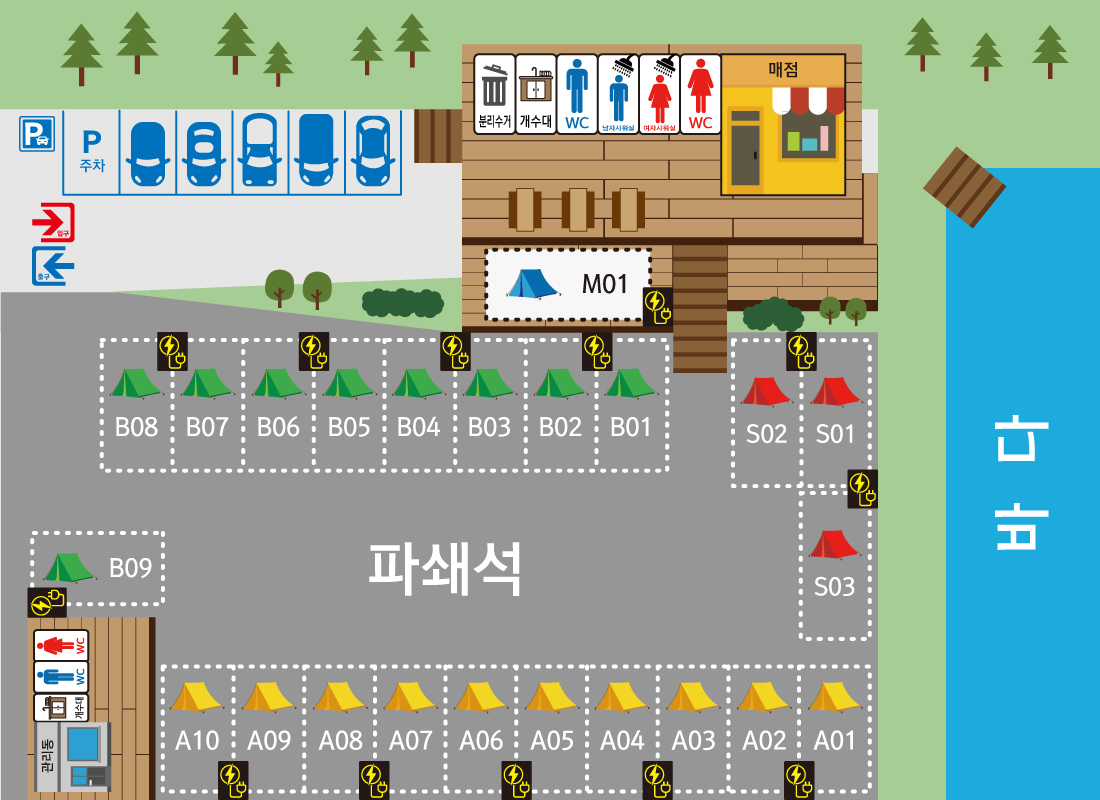 분리수거 개수대 WC 남자샤워실 여자샤워실 WC
매점
P
P
주차
입구
출구
M01
B08 B07 B06 B05 B04 B03 B02 B01
S02 S01
B09
파쇄석
S03
바다
WC
WC
개수대
관리동
A10 A09 A08 A07 A06 A05 A04 A03 A02 A01